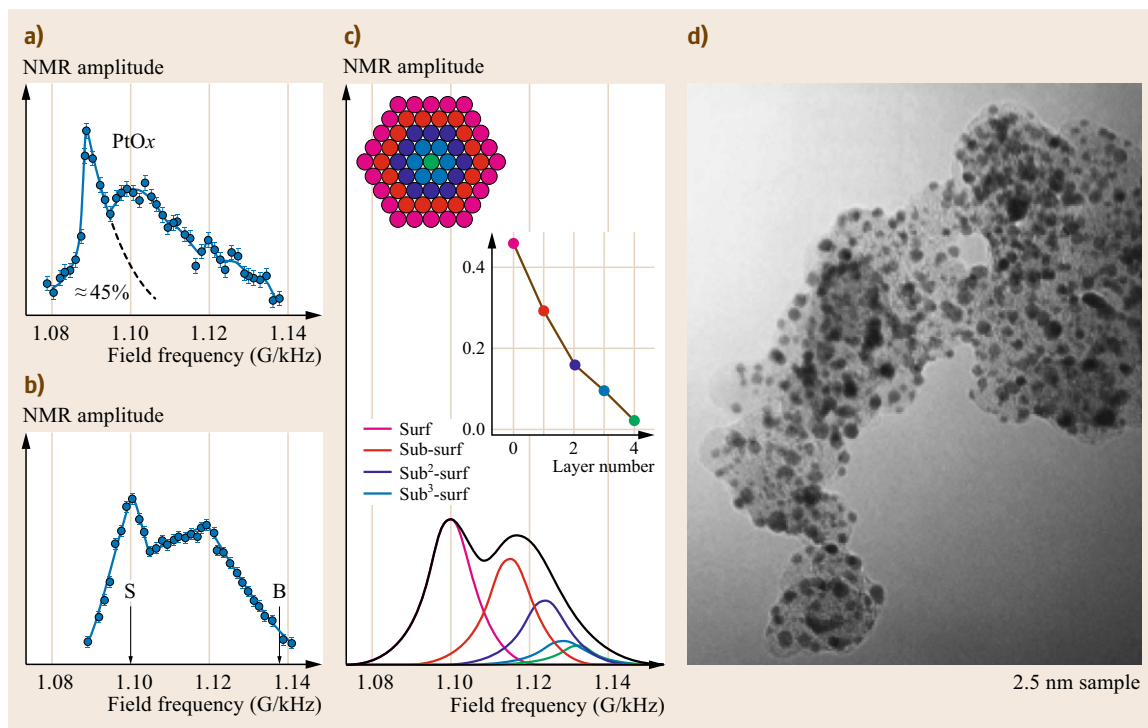 a)
NMR amplitude
PtOx
≈45%
1.08 1.10 1.12 1.14
Field frequency (G/kHz)
b)
NMR amplitude
S B
1.08 1.10 1.12 1.14
Field frequency (G/kHz)
c)
NMR amplitude
0.4
0.2
0.0
0 2 4
Layer number
Surf
Sub-surf
Sub²-surf
Sub³-surf
1.08 1.10 1.12 1.14
Field frequency (G/kHz)
d)
2.5 nm sample